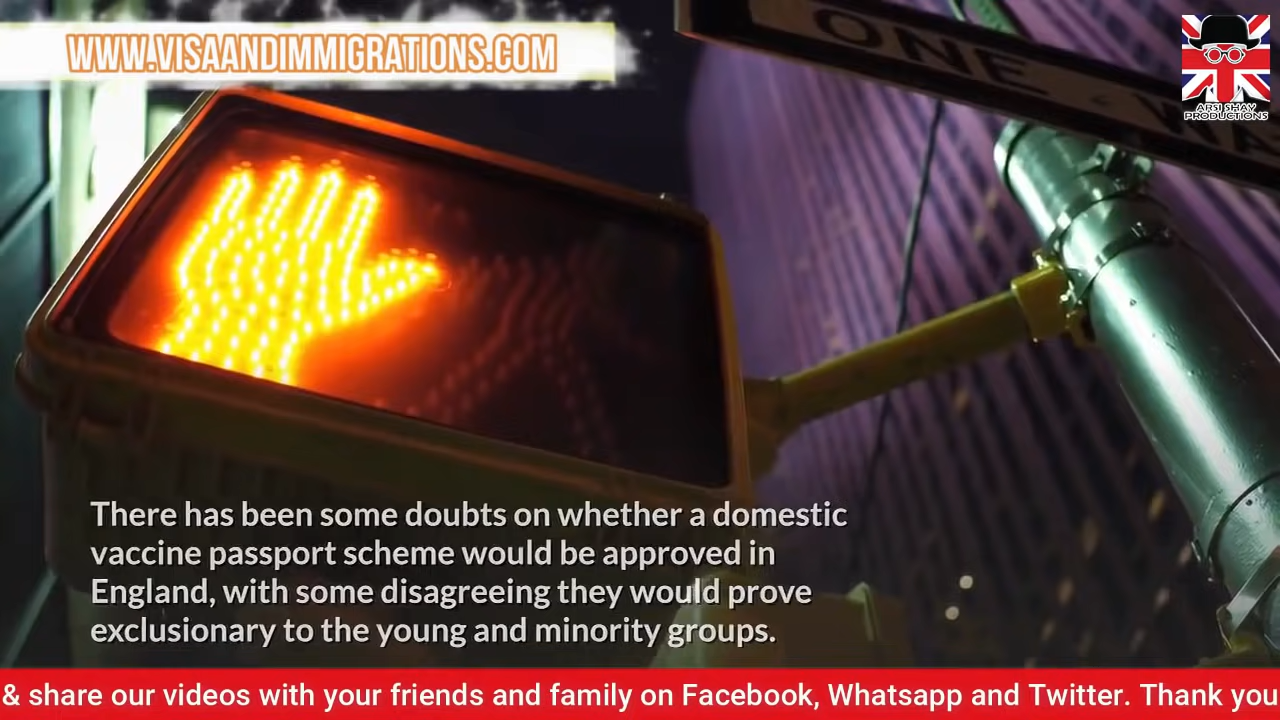 WWW.VISAANDIMMIGRATIONS.COM
ONE WA
ARSI SHAY
PRODUCTIONS
There has been some doubts on whether a domestic
vaccine passport scheme would be approved in
England, with some disagreeing they would prove
exclusionary to the young and minority groups.
& share our videos with your friends and family on Facebook, Whatsapp and Twitter. Thank you